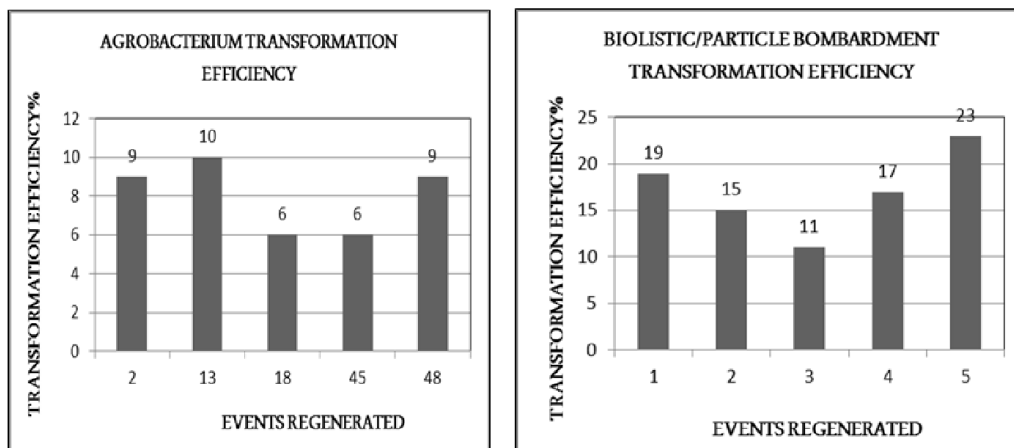 AGROBACTERIUM TRANSFORMATION
EFFICIENCY
TRANSFORMATION EFFICIENCY%
12
10
8
6
4
2
0
9
10
6
6
9
2 13 18 45 48
EVENTS REGENERATED
BIOLISTIC/PARTICLE BOMBARDMENT
TRANSFORMATION EFFICIENCY
TRANSFORMATION EFFICIENCY%
25
20
15
10
5
0
19
15
11
17
23
1 2 3 4 5
EVENTS REGENERATED